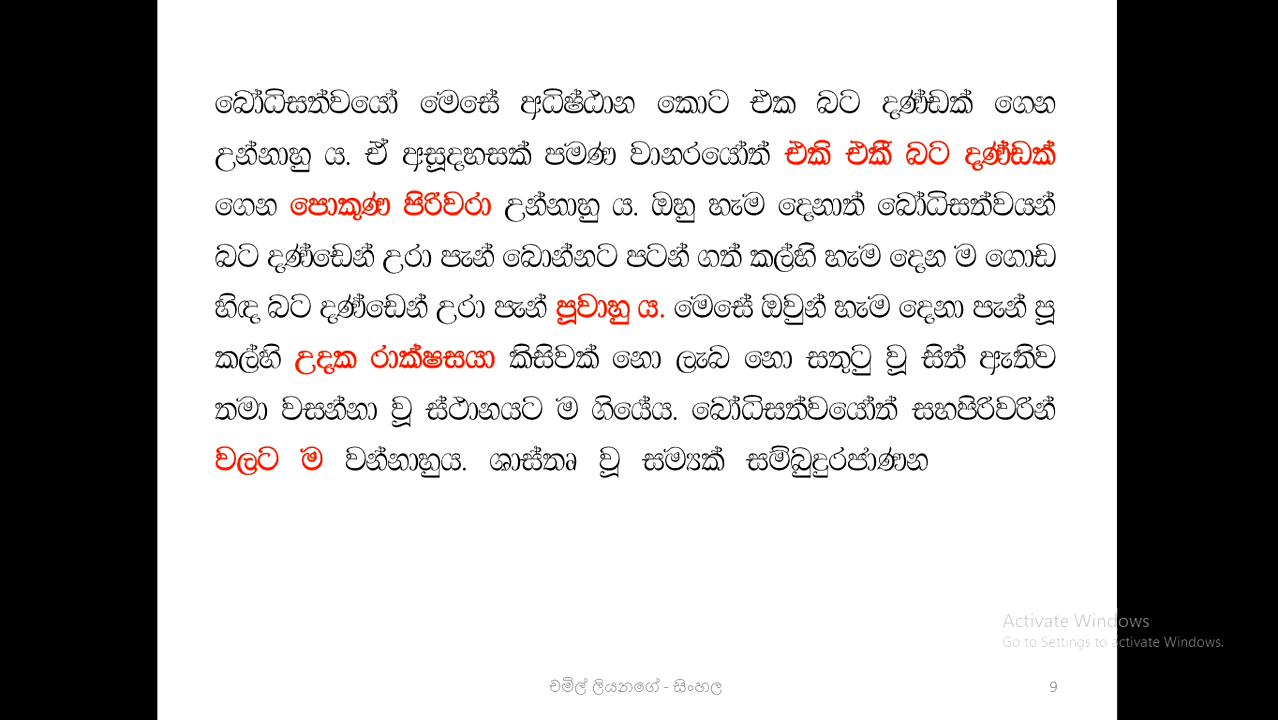 බෝධිසත්වයෝ මෙසේ අධිෂ්ඨාන කොට එක බට දණ්ඩක් ගෙන
උන්නාහු ය. ඒ අසූදහසක් පමණ වානරයෝත් එකි එකී බට දණ්ඩක්
ගෙන පොකුණ පිරිවරා උන්නාහු ය. ඔහු හැම දෙනාත් බෝධිසත්වයන්
බට දණ්ඩෙන් උරා පැන් බොන්නට පටන් ගත් කල්හි හැම දෙන ම ගොඩ
හිඳ බට දණ්ඩෙන් උරා පැන් පූවාහු ය. මෙසේ ඔවුන් හැම දෙනා පැන් පූ
කල්හි උදක රාක්ෂසයා කිසිවක් නො ලැබ නො සතුටු වූ සිත් ඇතිව
තමා වසන්නා වූ ස්ථානයට ම ගියේය. බෝධිසත්වයෝත් සහපිරිවරින්
වලට ම වන්නාහුය. ශාස්තෘ වූ සම්‍යක් සම්බුදුරජාණන
Activate Windows
Go to Settings to activate Windows.
චමිල් ලියනගේ - සිංහල
9